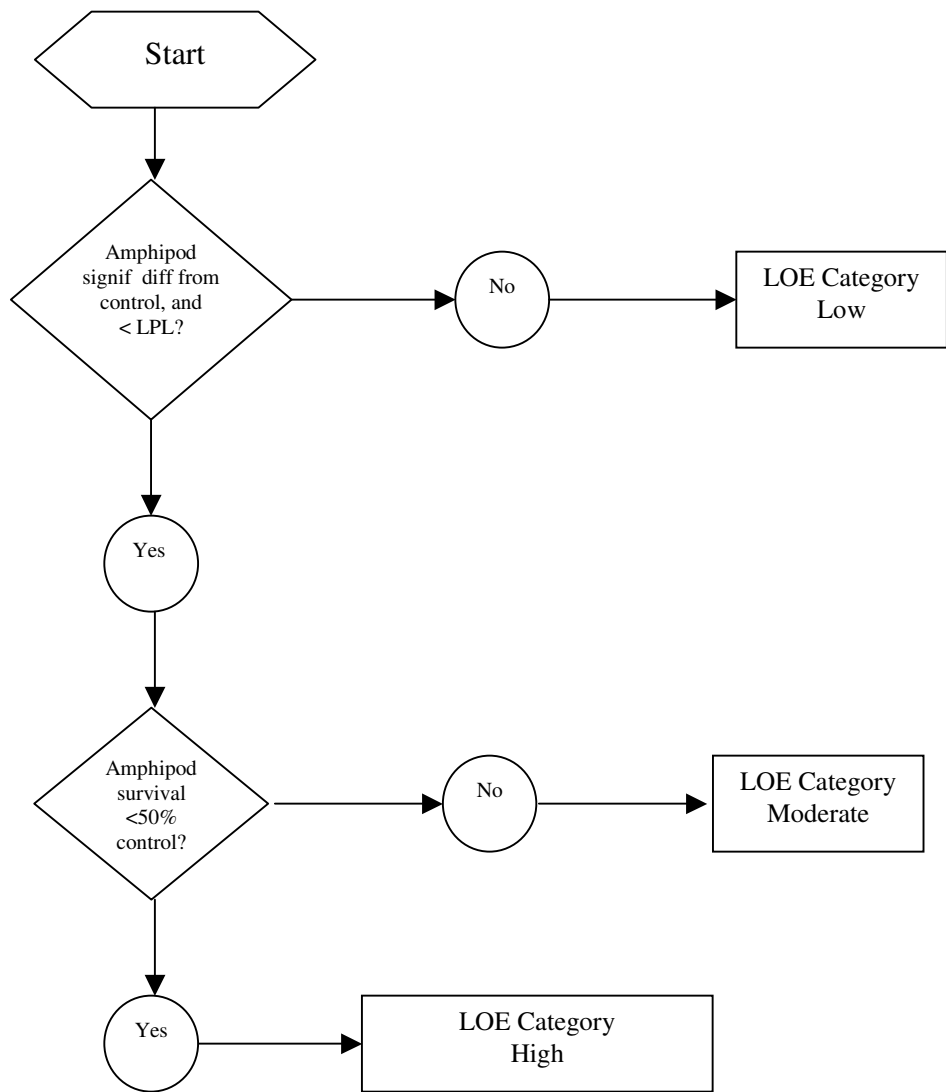 Start
Amphipod
signif diff from
control, and
< LPL?
No
LOE Category
Low
Yes
Amphipod
survival
<50%
control?
No
LOE Category
Moderate
Yes
LOE Category
High